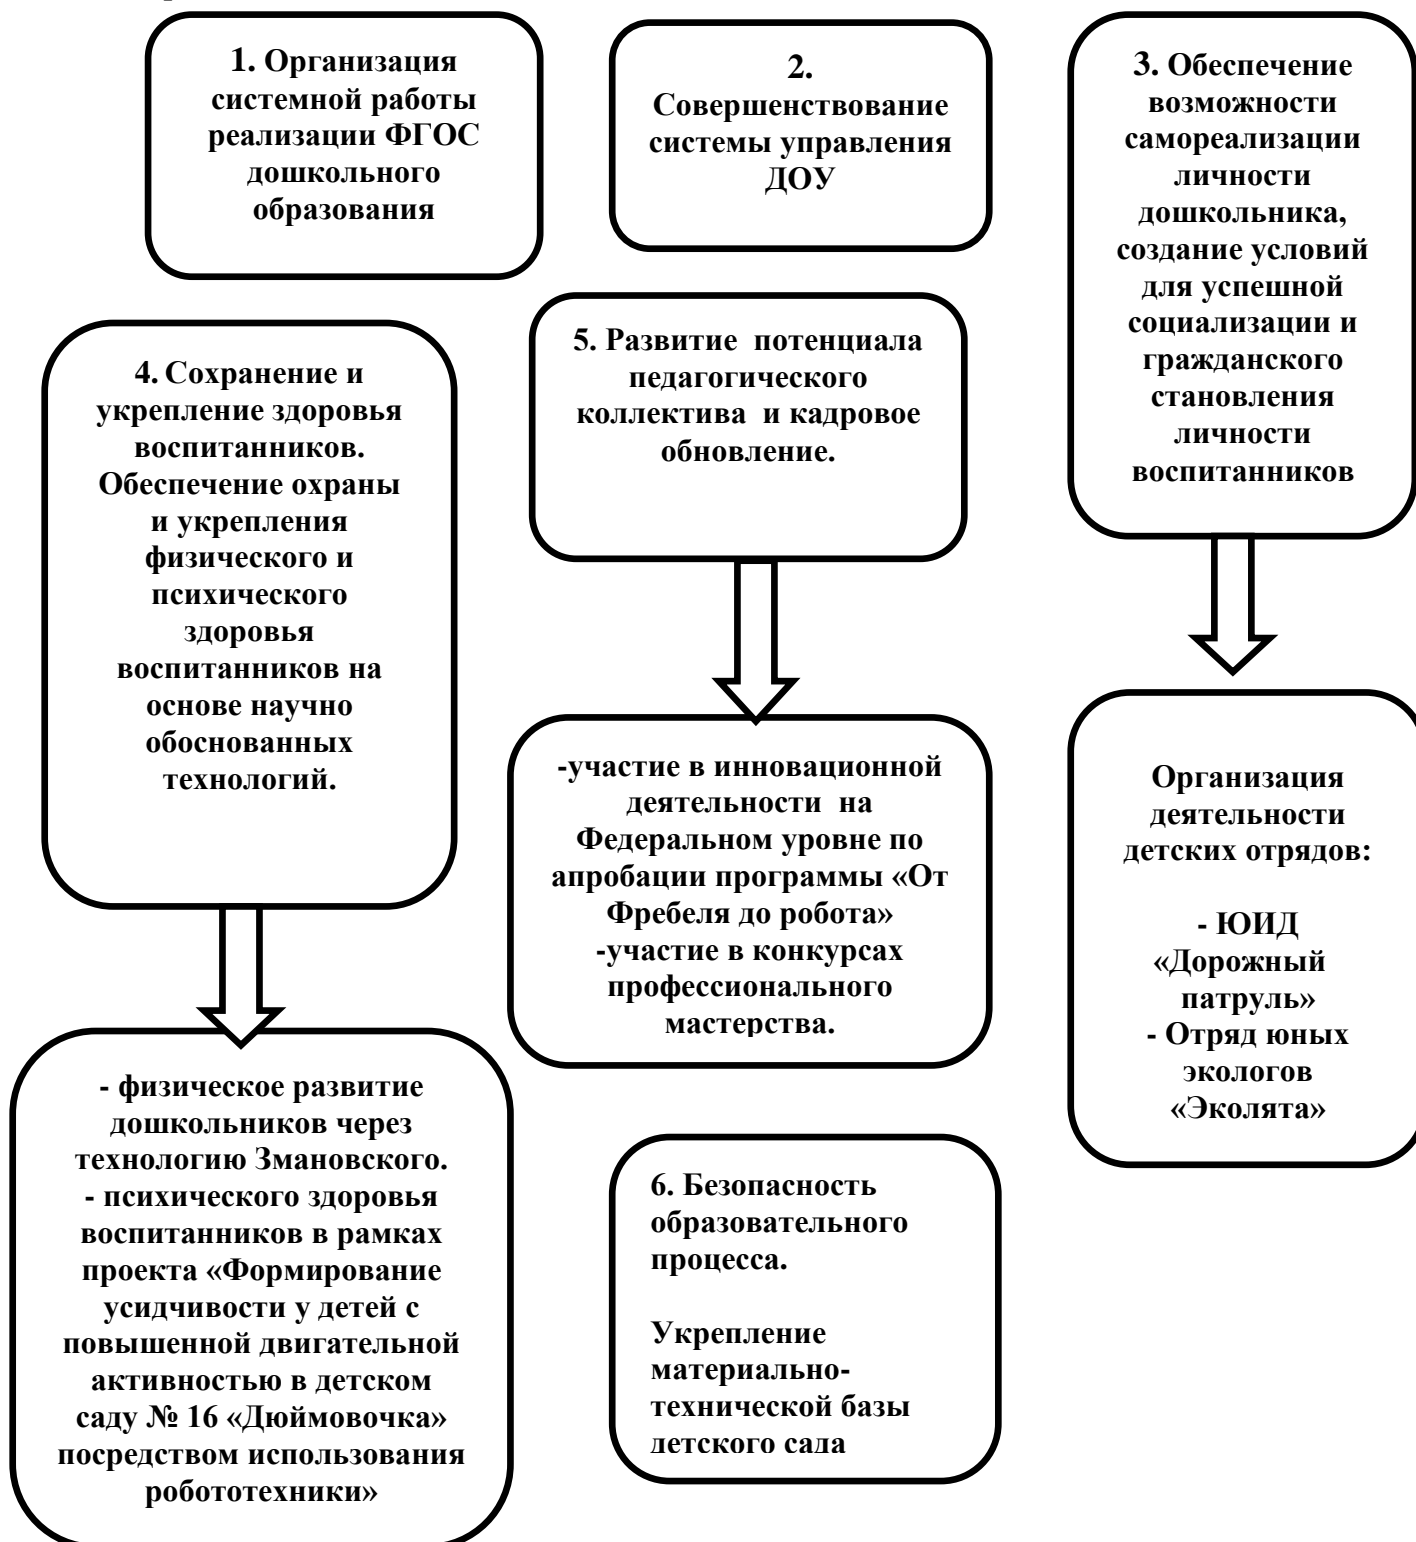 1. Организация
системной работы
реализации ФГОС
дошкольного
образования
2.
Совершенствование
системы управления
ДОУ
3. Обеспечение
возможности
самореализации
личности
дошкольника,
создание условий
для успешной
социализации и
гражданского
становления
личности
воспитанников
4. Сохранение и
укрепление здоровья
воспитанников.
Обеспечение охраны
и укрепления
физического и
психического
здоровья
воспитанников на
основе научно
обоснованных
технологий.
5. Развитие потенциала
педагогического
коллектива и кадровое
обновление.
-участие в инновационной
деятельности на
Федеральном уровне по
апробации программы «От
Фребеля до робота»
-участие в конкурсах
профессионального
мастерства.
Организация
деятельности
детских отрядов:
- ЮИД
«Дорожный
патруль»
- Отряд юных
экологов
«Эколята»
- физическое развитие
дошкольников через
технологию Змановского.
- психического здоровья
воспитанников в рамках
проекта «Формирование
усидчивости у детей с
повышенной двигательной
активностью в детском
саду № 16 «Дюймовочка»
посредством использования
робототехники»
6. Безопасность
образовательного
процесса.
Укрепление
материально-
технической базы
детского сада